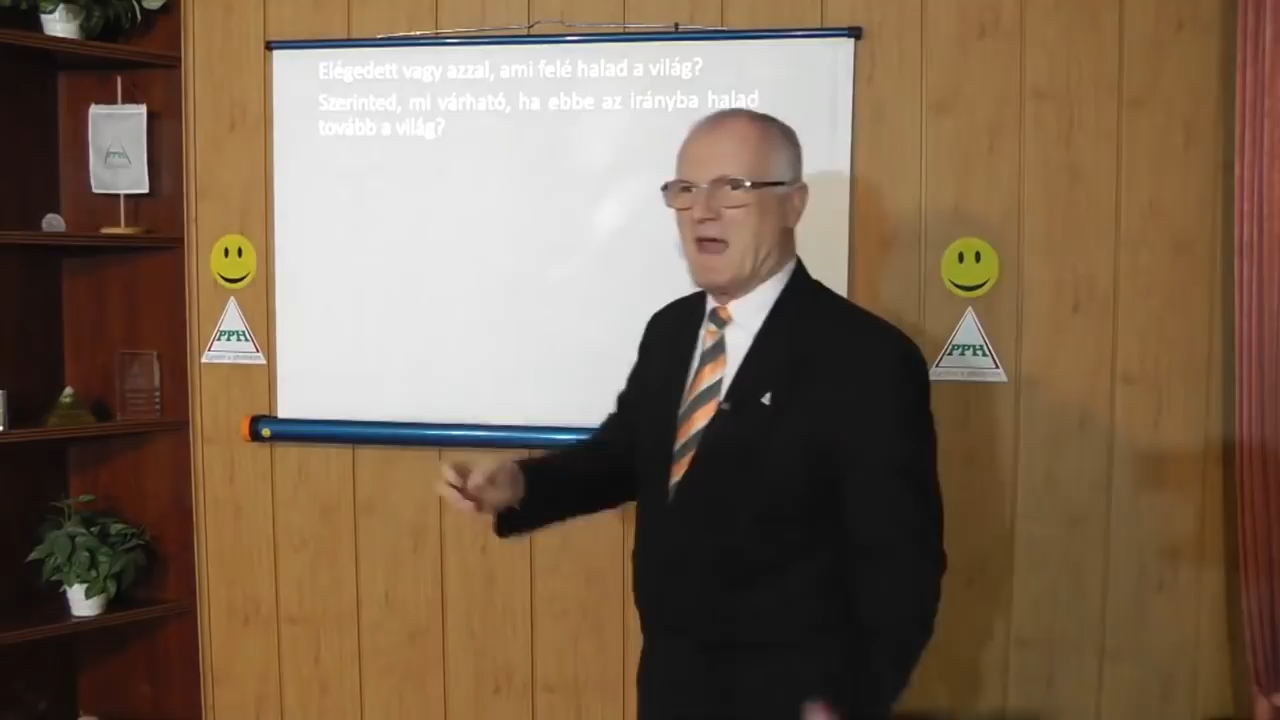 Elégedett vagy azzal, ami felé halad a világ?
Szerinted, mi várható, ha ebbe az irányba halad
tovább a világ?
PPH
PPH